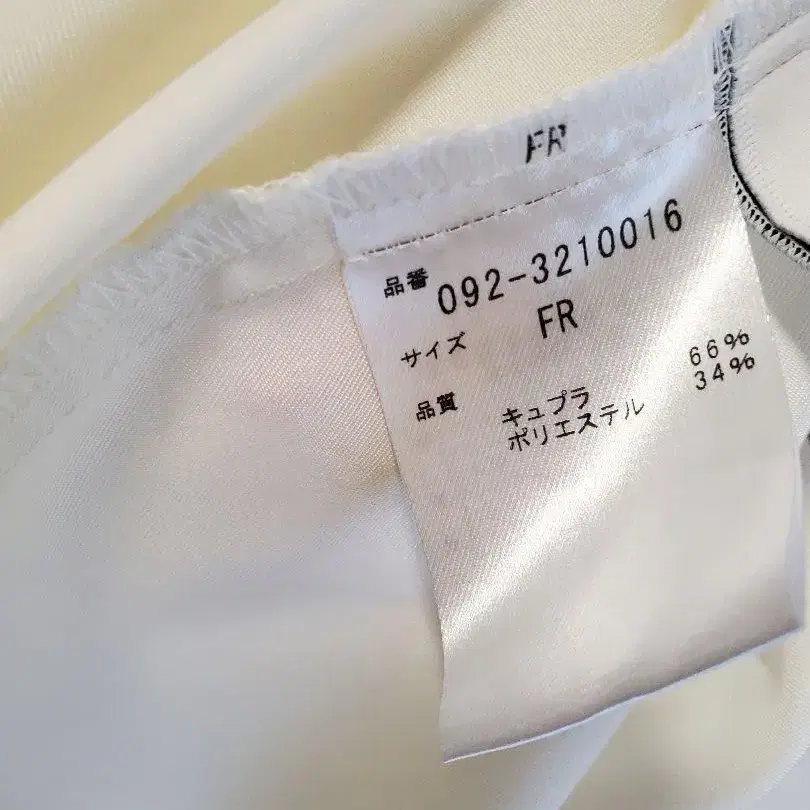 FR
品番 092-3210016
サイズ FR
品質 キュプラ 66%
ポリエステル 34%